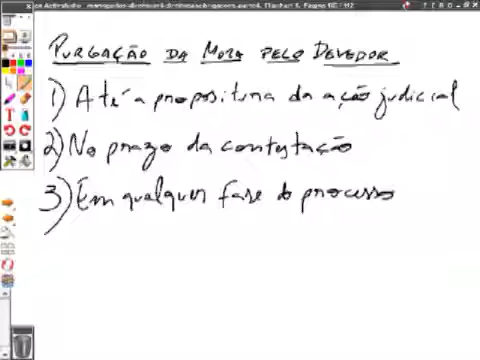 PURGAÇÃO DA MORA PELO DEVEDOR
1) Até a propositura da ação judicial
2) No prazo da contestação
3) Em qualquer fase do processo